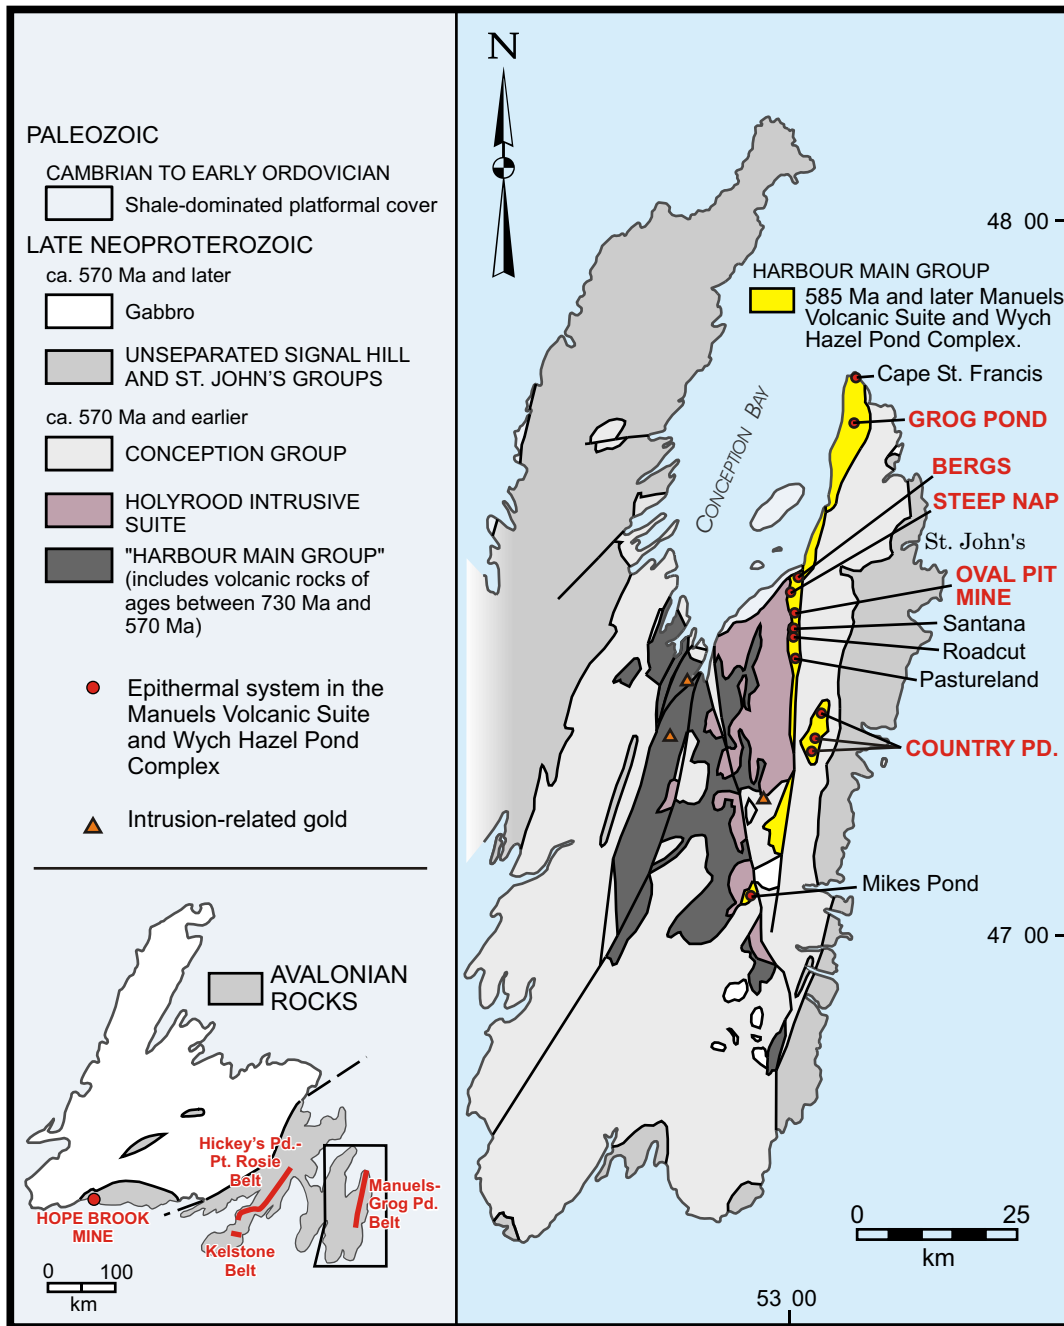 PALEOZOIC
CAMBRIAN TO EARLY ORDOVICIAN
Shale-dominated platformal cover
LATE NEOPROTEROZOIC
ca. 570 Ma and later
Gabbro
UNSEPARATED SIGNAL HILL
AND ST. JOHN'S GROUPS
ca. 570 Ma and earlier
CONCEPTION GROUP
HOLYROOD INTRUSIVE
SUITE
"HARBOUR MAIN GROUP"
(includes volcanic rocks of
ages between 730 Ma and
570 Ma)
Epithermal system in the
Manuels Volcanic Suite
and Wych Hazel Pond
Complex
Intrusion-related gold
AVALONIAN
ROCKS
Hickey's Pd.-
Pt. Rosie
Belt
Manuels-
Grog Pd.
Belt
HOPE BROOK
MINE
Kelstone
Belt
0 100
km
N
48 00
HARBOUR MAIN GROUP
585 Ma and later Manuels
Volcanic Suite and Wych
Hazel Pond Complex.
Cape St. Francis
GROG POND
CONCEPTION BAY
BERGS
STEEP NAP
St. John's
OVAL PIT
MINE
Santana
Roadcut
Pastureland
COUNTRY PD.
Mikes Pond
47 00
0 25
km
53 00